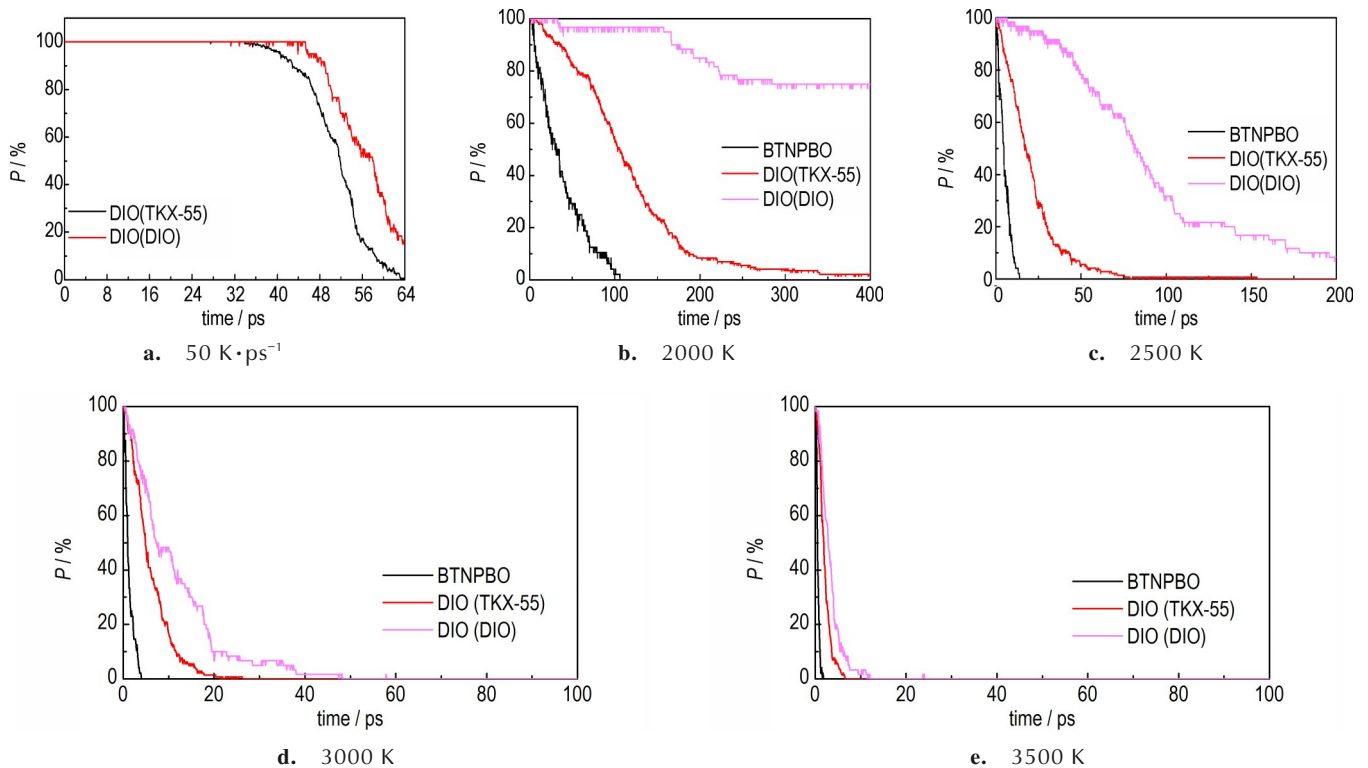 100
80
60
40
20
0
P / %
DIO(TKX-55)
DIO(DIO)
0 8 16 24 32 40 48 56 64
time / ps
a. 50 K·ps⁻¹
100
80
60
40
20
0
P / %
BTNPBO
DIO(TKX-55)
DIO(DIO)
0 100 200 300 400
time / ps
b. 2000 K
100
80
60
40
20
0
P / %
BTNPBO
DIO(TKX-55)
DIO(DIO)
0 50 100 150 200
time / ps
c. 2500 K
100
80
60
40
20
0
P / %
BTNPBO
DIO (TKX-55)
DIO (DIO)
0 20 40 60 80 100
time / ps
d. 3000 K
100
80
60
40
20
0
P / %
BTNPBO
DIO (TKX-55)
DIO (DIO)
0 20 40 60 80 100
time / ps
e. 3500 K